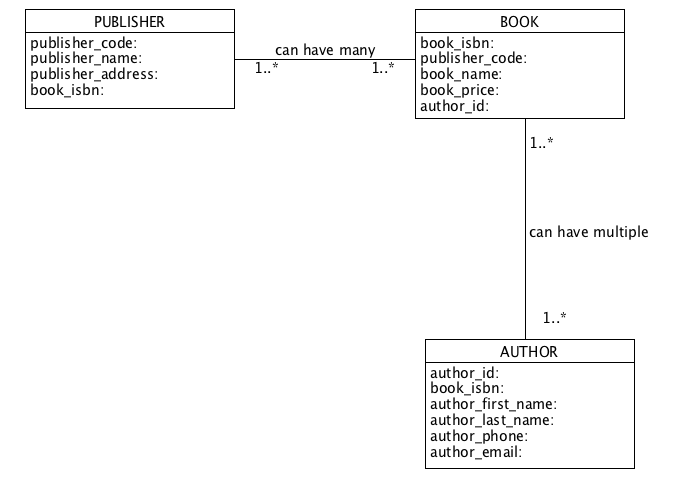 PUBLISHER
publisher_code:
publisher_name:
publisher_address:
book_isbn:
can have many
1..*
1..*
BOOK
book_isbn:
publisher_code:
book_name:
book_price:
author_id:
1..*
can have multiple
1..*
AUTHOR
author_id:
book_isbn:
author_first_name:
author_last_name:
author_phone:
author_email: